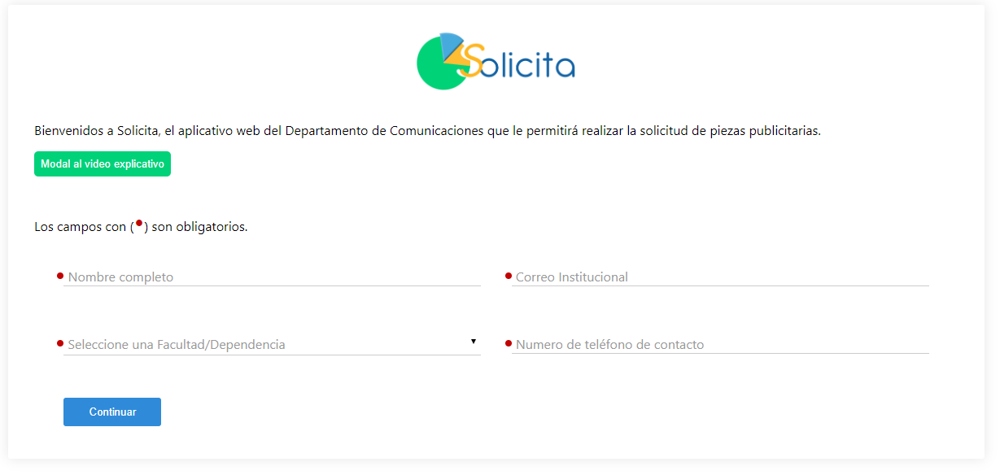 Solicita
Bienvenidos a Solicita, el aplicativo web del Departamento de Comunicaciones que le permitirá realizar la solicitud de piezas publicitarias.
Modal al video explicativo
Los campos con (●) son obligatorios.
● Nombre completo
● Correo Institucional
● Seleccione una Facultad/Dependencia ▼
● Numero de teléfono de contacto
Continuar